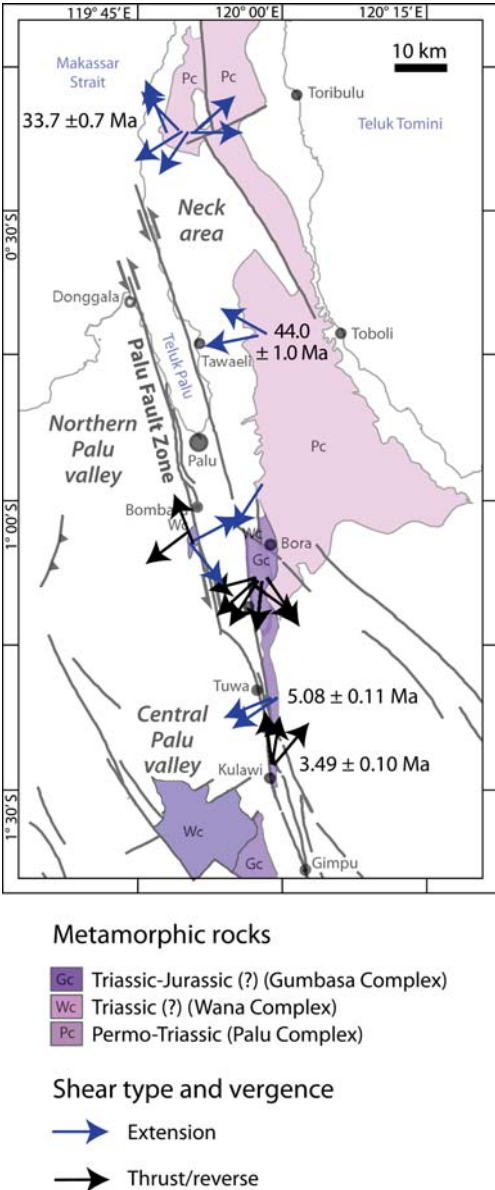 119°45'E 120°00'E 120°15'E
10 km
Makassar
Strait
Pc
Pc
Toribulu
Teluk Tomini
33.7 ±0.7 Ma
Neck
area
0°30'S
Donggala
44.0
± 1.0 Ma
Toboli
Tawaeli
Teluk Palu
Palu Fault Zone
Northern
Palu
valley
Palu
Pc
1°00'S
Wc
Wc
Bora
Gc
Tuwa
5.08 ± 0.11 Ma
Central
Palu
valley
3.49 ± 0.10 Ma
Kulawi
1°30'S
Wc
Gc
Gimpu
Metamorphic rocks
Gc Triassic-Jurassic (?) (Gumbasa Complex)
Wc Triassic (?) (Wana Complex)
Pc Permo-Triassic (Palu Complex)
Shear type and vergence
Extension
Thrust/reverse